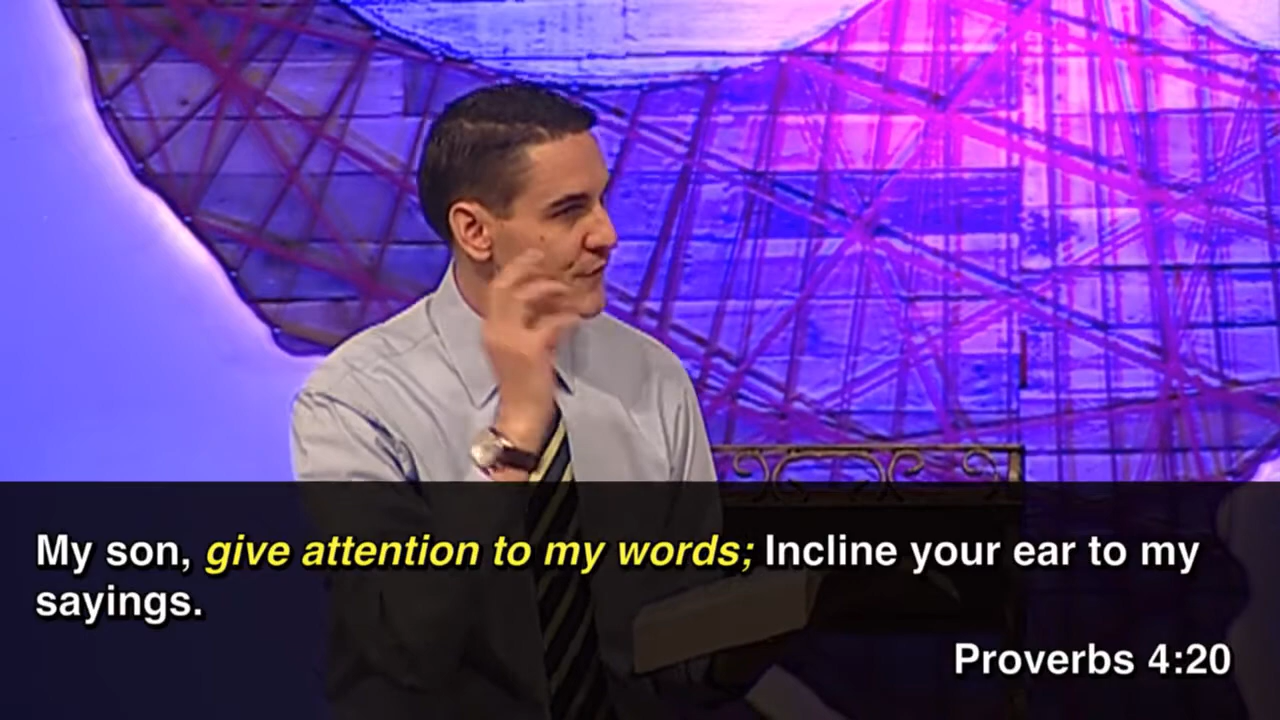 My son, give attention to my words; Incline your ear to my
sayings.
Proverbs 4:20